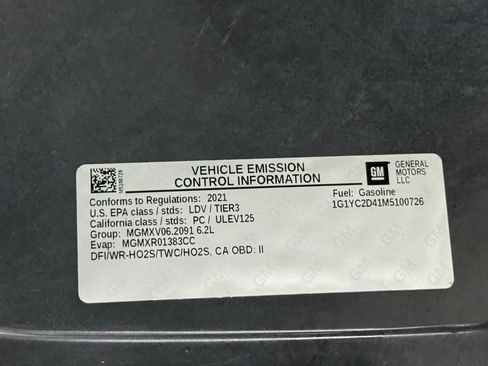 VEHICLE EMISSION
CONTROL INFORMATION
GM
GENERAL
MOTORS
LLC
M5100726
Conforms to Regulations: 2021
Fuel: Gasoline
U.S. EPA class / stds: LDV / TIER3
1G1YC2D41M5100726
California class / stds: PC / ULEV125
Group: MGMXV06.2091 6.2L
Evap: MGMXR01383CC
DFI/WR-HO2S/TWC/HO2S, CA OBD: II